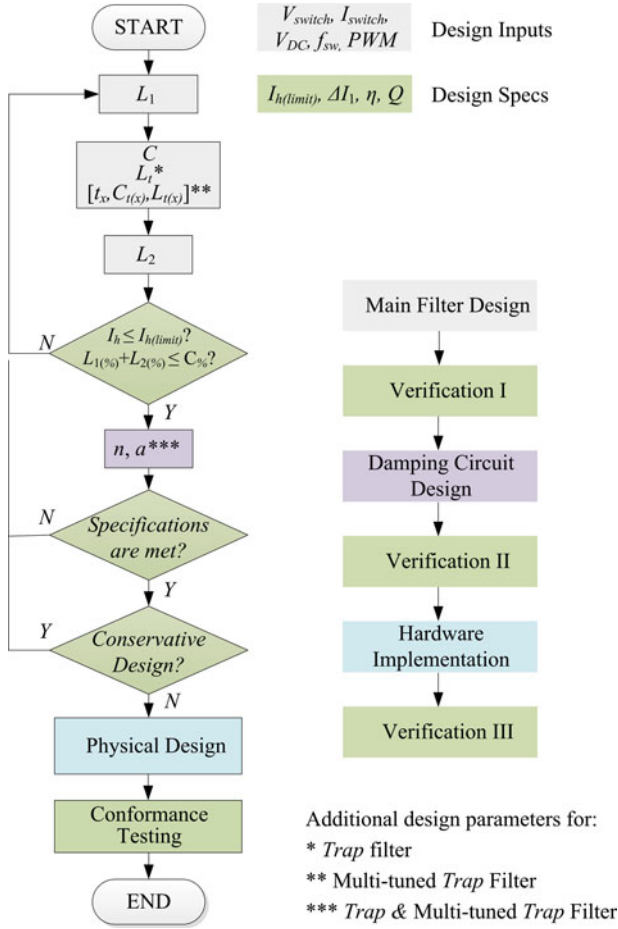 START
V_switch, I_switch,
V_DC, f_sw, PWM
Design Inputs
I_h(limit), ΔI_1, η, Q
Design Specs
L_1
C
L_t*
[t_x,C_t(x),L_t(x)]**
L_2
N
I_h ≤ I_h(limit)?
L_1(%)+L_2(%) ≤ C_%?
Y
n, a***
N
Specifications
are met?
Y
Y
Conservative
Design?
N
Physical Design
Conformance
Testing
END
Main Filter Design
Verification I
Damping Circuit
Design
Verification II
Hardware
Implementation
Verification III
Additional design parameters for:
* Trap filter
** Multi-tuned Trap Filter
*** Trap & Multi-tuned Trap Filter